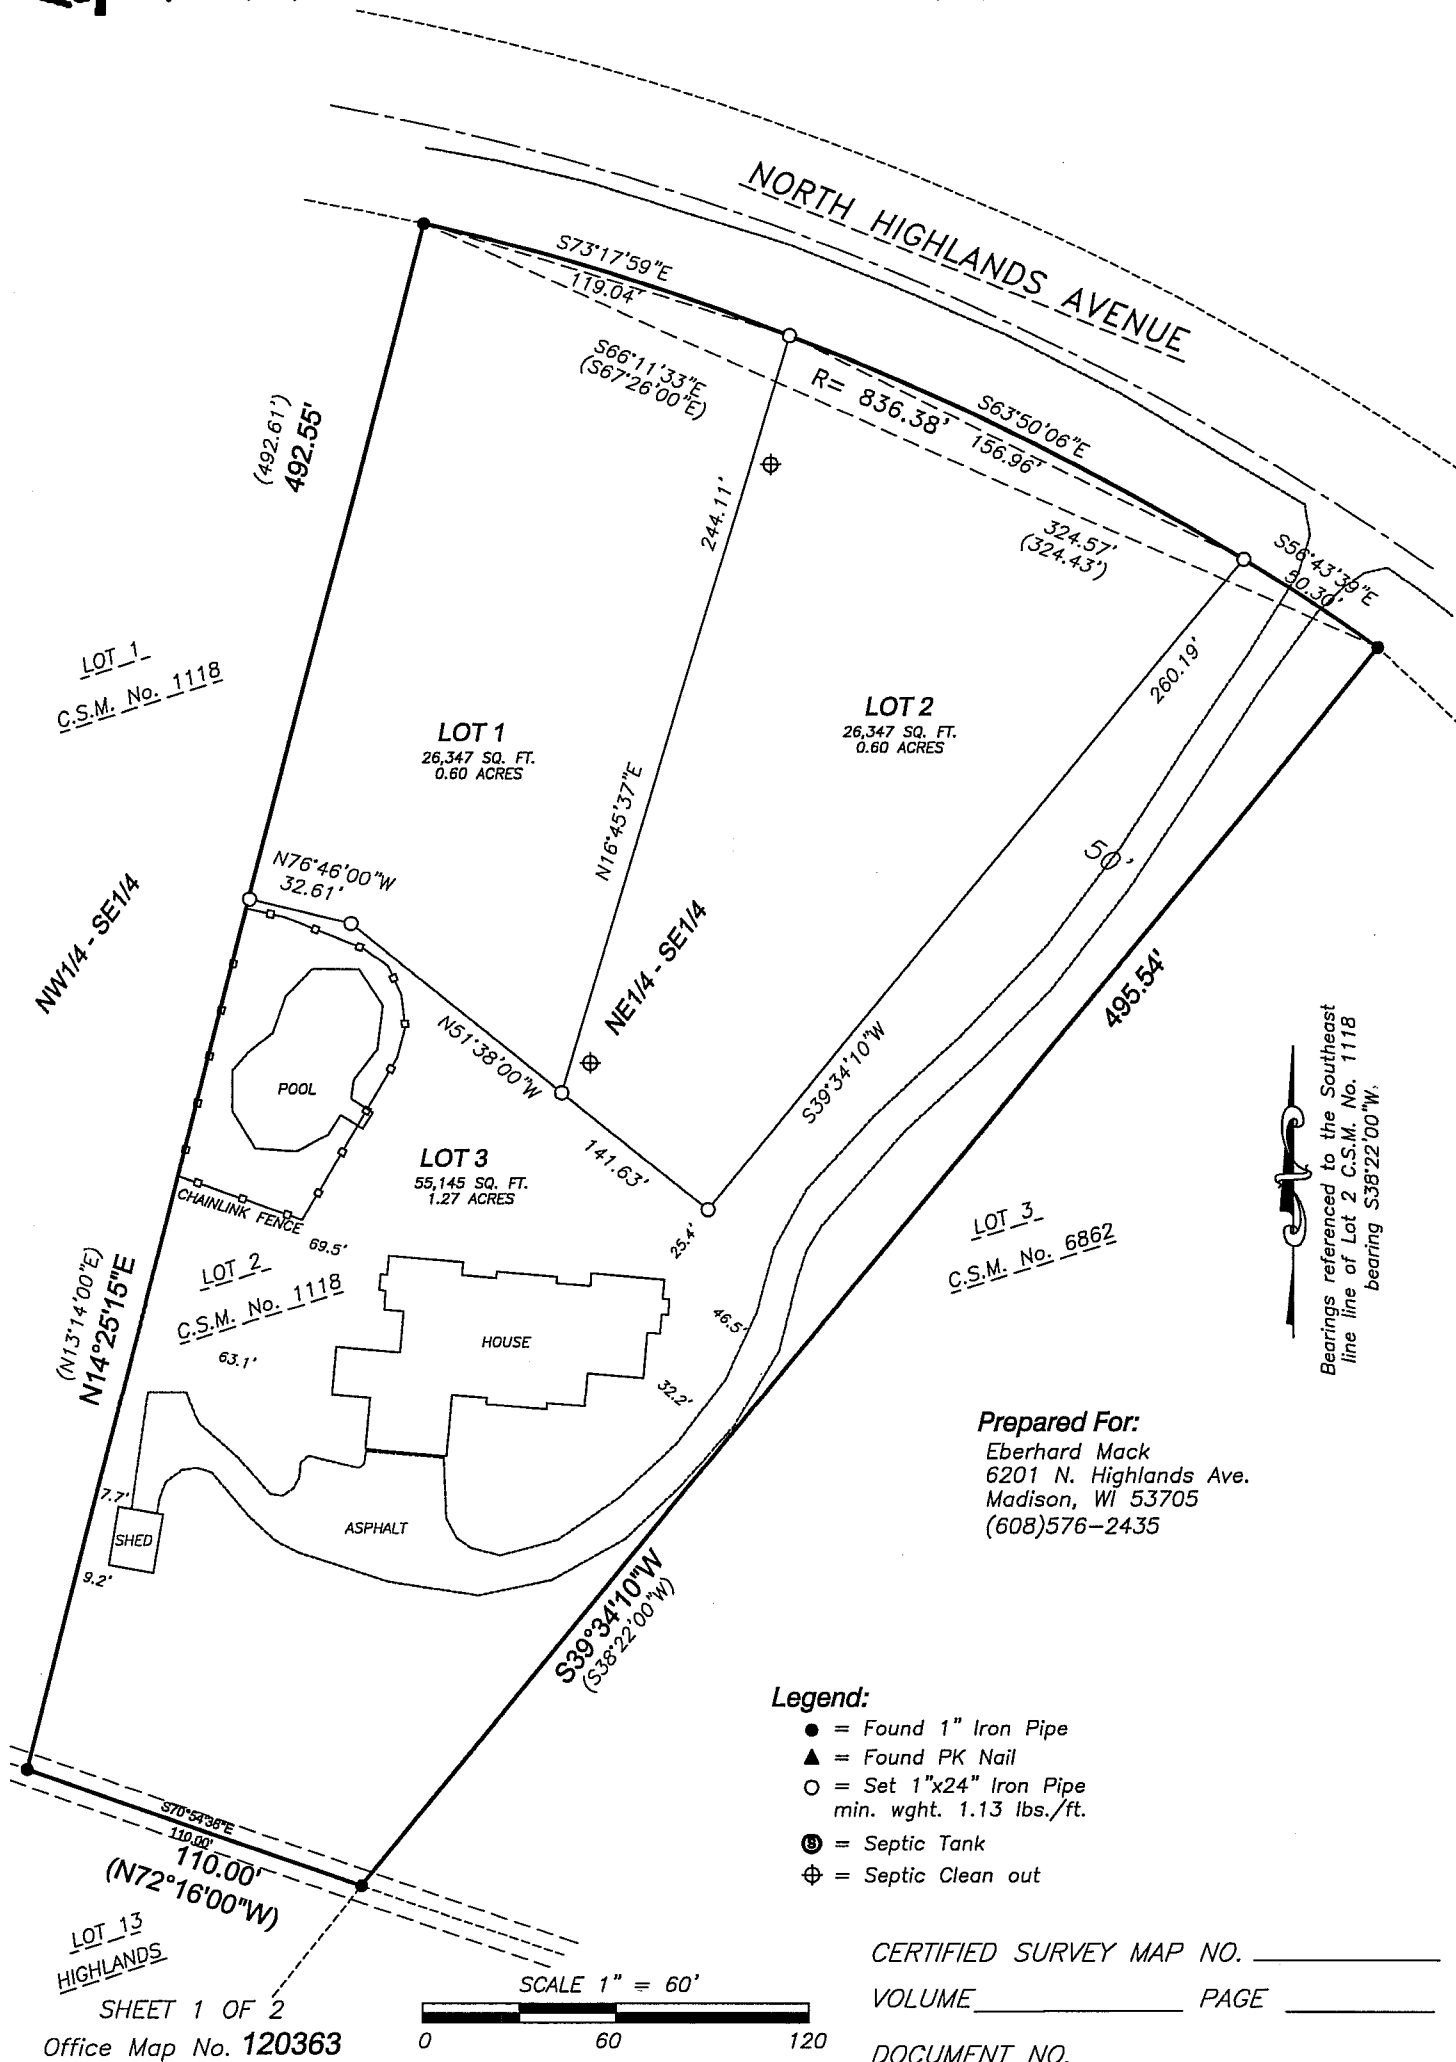 NORTH HIGHLANDS AVENUE
S73°17'59"E
119.04'
S66°11'33"E
(S67°26'00"E)
R= 836.38'
S63°50'06"E
156.96'
324.57'
(324.43')
S56°43'39"E
50.30'
(492.61')
492.55'
244.11'
260.19'
LOT 1
C.S.M. No. 1118
LOT 1
26,347 SQ. FT.
0.60 ACRES
LOT 2
26,347 SQ. FT.
0.60 ACRES
N16°45'37"E
50'
N76°46'00"W
32.61'
NW1/4 - SE1/4
NE1/4 - SE1/4
495.54'
N51°38'00"W
S39°34'10"W
POOL
141.63'
LOT 3
55,145 SQ. FT.
1.27 ACRES
CHAINLINK FENCE
69.5'
25.4'
LOT 3
C.S.M. No. 6862
Bearings referenced to the Southeast
line line of Lot 2 C.S.M. No. 1118
bearing S38°22'00"W.
(N13°14'00"E)
N14°25'15"E
LOT 2
C.S.M. No. 1118
63.1'
HOUSE
46.5'
32.2'
Prepared For:
Eberhard Mack
6201 N. Highlands Ave.
Madison, WI 53705
(608)576-2435
7.7'
SHED
9.2'
ASPHALT
S39°34'10"W
(S38°22'00"W)
Legend:
= Found 1" Iron Pipe
= Found PK Nail
= Set 1"x24" Iron Pipe
min. wght. 1.13 lbs./ft.
S = Septic Tank
= Septic Clean out
S70°54'36"E
110.00'
110.00'
(N72°16'00"W)
LOT 13
HIGHLANDS
SHEET 1 OF 2
Office Map No. 120363
SCALE 1" = 60'
0 60 120
CERTIFIED SURVEY MAP NO.
VOLUME PAGE
DOCUMENT NO.